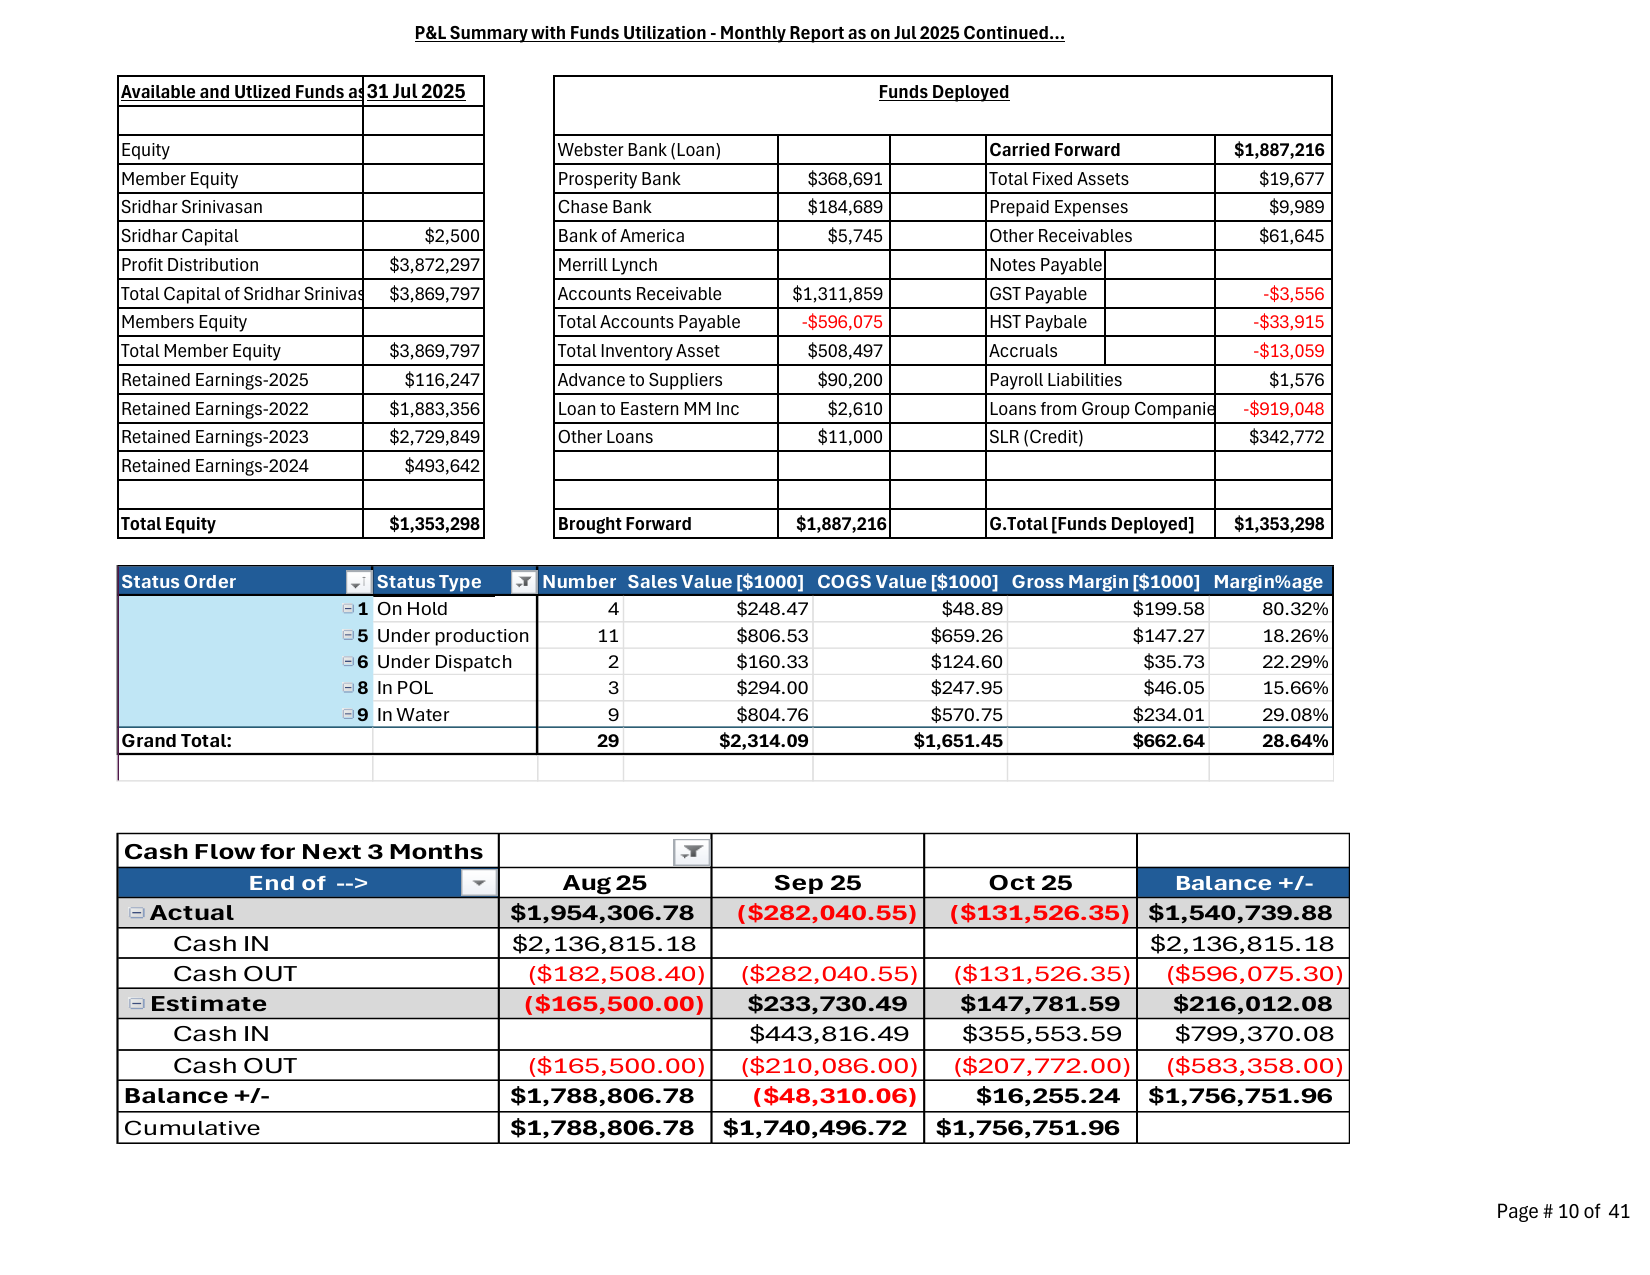 P&L Summary with Funds Utilization - Monthly Report as on Jul 2025 Continued...
Available and Utlized Funds as 31 Jul 2025
Equity
Member Equity
Sridhar Srinivasan
Sridhar Capital $2,500
Profit Distribution $3,872,297
Total Capital of Sridhar Srinivas $3,869,797
Members Equity
Total Member Equity $3,869,797
Retained Earnings-2025 $116,247
Retained Earnings-2022 $1,883,356
Retained Earnings-2023 $2,729,849
Retained Earnings-2024 $493,642
Total Equity $1,353,298
Funds Deployed
Webster Bank (Loan) Carried Forward $1,887,216
Prosperity Bank $368,691 Total Fixed Assets $19,677
Chase Bank $184,689 Prepaid Expenses $9,989
Bank of America $5,745 Other Receivables $61,645
Merrill Lynch Notes Payable
Accounts Receivable $1,311,859 GST Payable -$3,556
Total Accounts Payable -$596,075 HST Paybale -$33,915
Total Inventory Asset $508,497 Accruals -$13,059
Advance to Suppliers $90,200 Payroll Liabilities $1,576
Loan to Eastern MM Inc $2,610 Loans from Group Companie -$919,048
Other Loans $11,000 SLR (Credit) $342,772
Brought Forward $1,887,216 G.Total [Funds Deployed] $1,353,298
Status Order Status Type Number Sales Value [$1000] COGS Value [$1000] Gross Margin [$1000] Margin%age
1 On Hold 4 $248.47 $48.89 $199.58 80.32%
5 Under production 11 $806.53 $659.26 $147.27 18.26%
6 Under Dispatch 2 $160.33 $124.60 $35.73 22.29%
8 In POL 3 $294.00 $247.95 $46.05 15.66%
9 In Water 9 $804.76 $570.75 $234.01 29.08%
Grand Total: 29 $2,314.09 $1,651.45 $662.64 28.64%
Cash Flow for Next 3 Months
End of --> Aug 25 Sep 25 Oct 25 Balance +/-
Actual $1,954,306.78 ($282,040.55) ($131,526.35) $1,540,739.88
Cash IN $2,136,815.18 $2,136,815.18
Cash OUT ($182,508.40) ($282,040.55) ($131,526.35) ($596,075.30)
Estimate ($165,500.00) $233,730.49 $147,781.59 $216,012.08
Cash IN $443,816.49 $355,553.59 $799,370.08
Cash OUT ($165,500.00) ($210,086.00) ($207,772.00) ($583,358.00)
Balance +/- $1,788,806.78 ($48,310.06) $16,255.24 $1,756,751.96
Cumulative $1,788,806.78 $1,740,496.72 $1,756,751.96
Page # 10 of 41